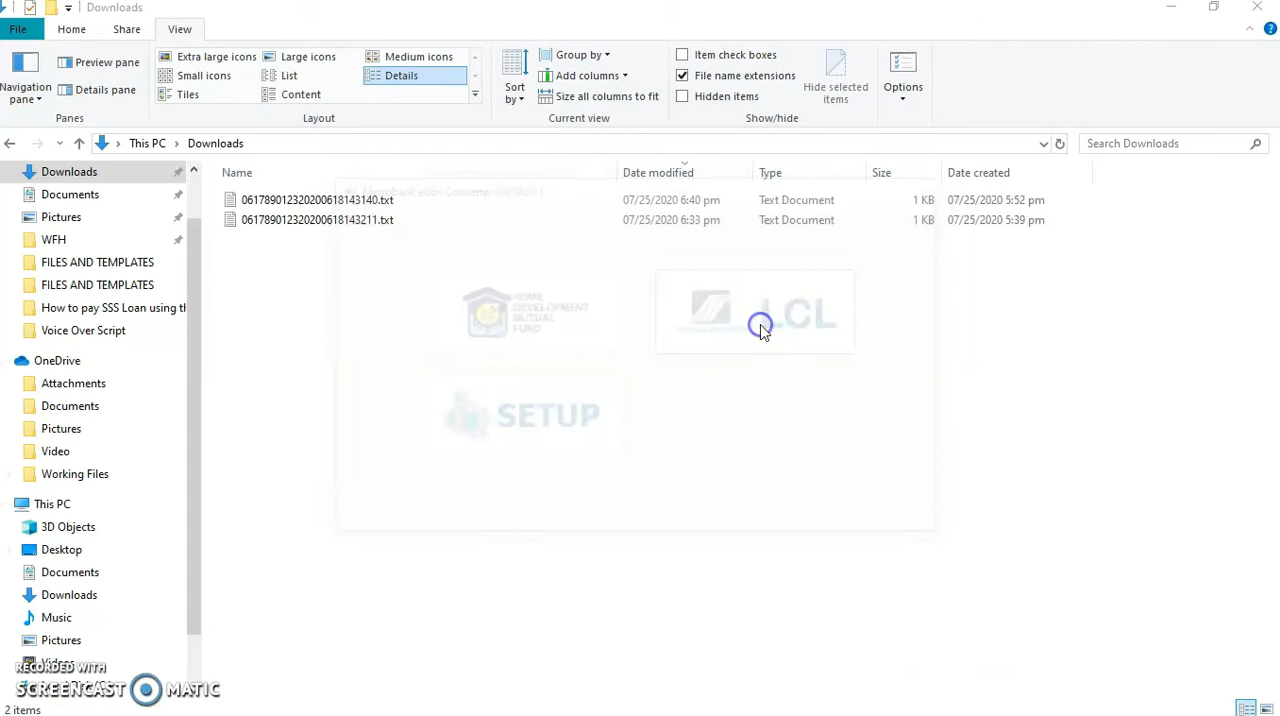 Downloads
File Home Share View
Navigation pane
Preview pane
Details pane
Panes
Extra large icons Large icons Medium icons
Small icons List Details
Tiles Content
Layout
Sort by
Group by
Add columns
Size all columns to fit
Current view
Item check boxes
File name extensions
Hidden items
Hide selected items
Show/hide
Options
This PC Downloads
Search Downloads
Name Date modified Type Size Date created
0617890123202006181431​40.txt 07/25/2020 6:40 pm Text Document 1 KB 07/25/2020 5:52 pm
061789012320200618143211.txt 07/25/2020 6:33 pm Text Document 1 KB 07/25/2020 5:39 pm
Downloads
Documents
Pictures
WFH
FILES AND TEMPLATES
FILES AND TEMPLATES
How to pay SSS Loan using th
Voice Over Script
OneDrive
Attachments
Documents
Pictures
Video
Working Files
This PC
3D Objects
Desktop
Documents
Downloads
Music
Pictures
Videos
HOME
DEVELOPMENT
MUTUAL
FUND
LCL
SETUP
RECORDED WITH
SCREENCAST MATIC
2 items